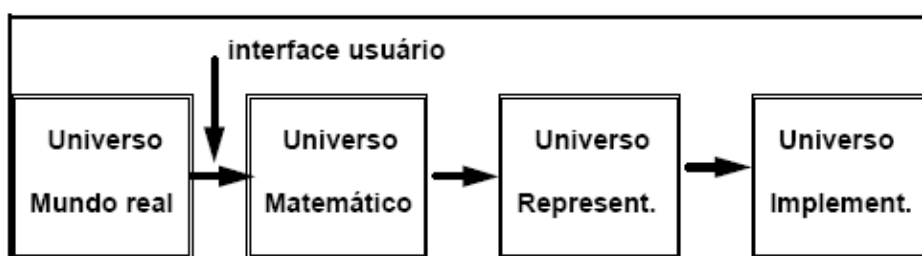 interface usuário
Universo
Mundo real
Universo
Matemático
Universo
Represent.
Universo
Implement.